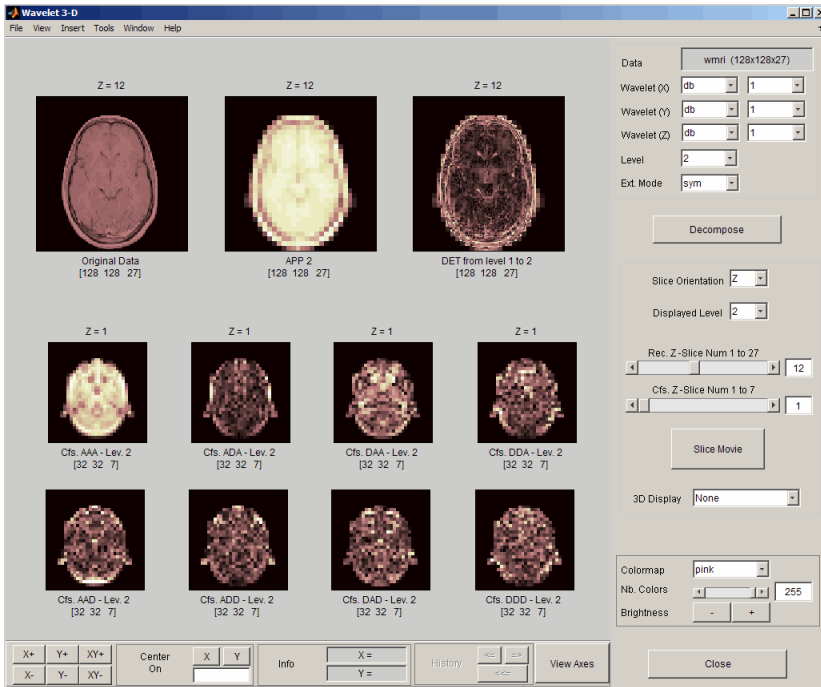 Wavelet 3-D
File View Insert Tools Window Help
Z = 12
Z = 12
Z = 12
Original Data
[128 128 27]
APP 2
[128 128 27]
DET from level 1 to 2
[128 128 27]
Z = 1
Z = 1
Z = 1
Z = 1
Cfs. AAA - Lev. 2
[32 32 7]
Cfs. ADA - Lev. 2
[32 32 7]
Cfs. DAA - Lev. 2
[32 32 7]
Cfs. DDA - Lev. 2
[32 32 7]
Cfs. AAD - Lev. 2
[32 32 7]
Cfs. ADD - Lev. 2
[32 32 7]
Cfs. DAD - Lev. 2
[32 32 7]
Cfs. DDD - Lev. 2
[32 32 7]
Data wmri (128x128x27)
Wavelet (X) db 1
Wavelet (Y) db 1
Wavelet (Z) db 1
Level 2
Ext. Mode sym
Decompose
Slice Orientation Z
Displayed Level 2
Rec. Z-Slice Num 1 to 27
12
Cfs. Z-Slice Num 1 to 7
1
Slice Movie
3D Display None
Colormap pink
Nb. Colors 255
Brightness - +
X+ Y+ XY+
X- Y- XY-
Center On X Y
Info X =
Y =
History <= =>
<<=
View Axes
Close